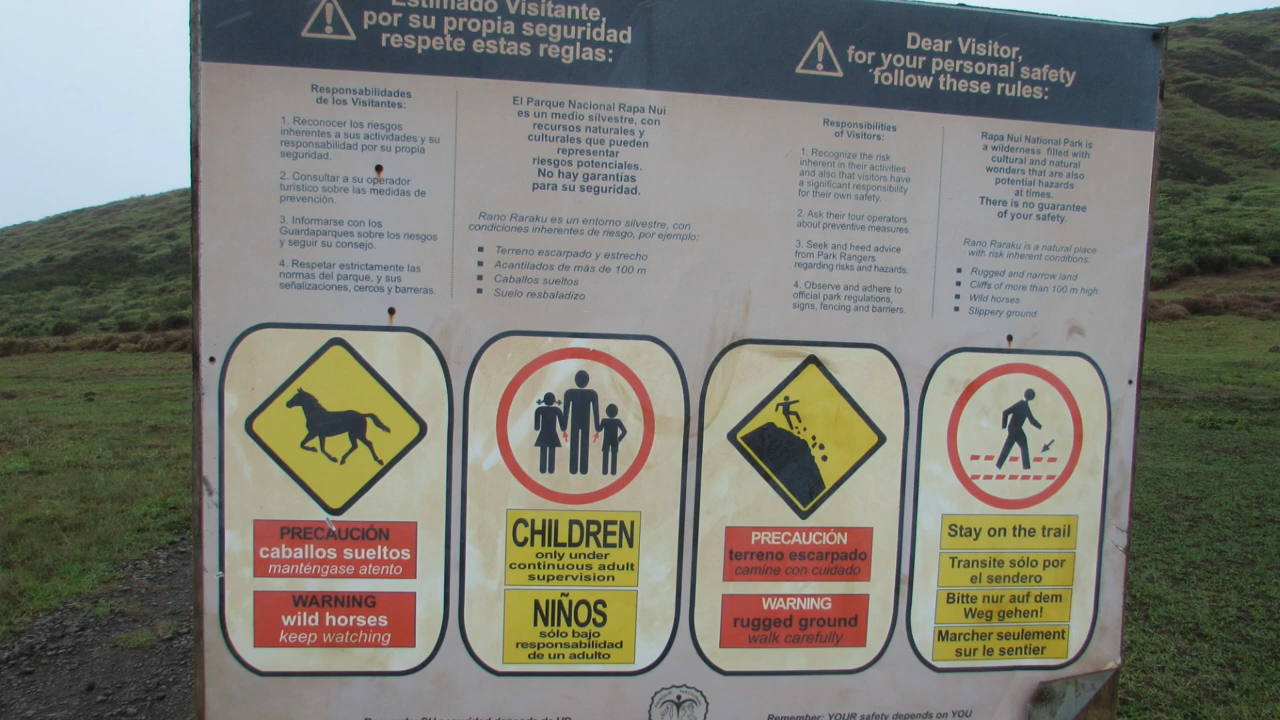 Estimado Visitante,
por su propia seguridad
respete estas reglas:
Dear Visitor,
for your personal safety
follow these rules:
Responsabilidades
de los Visitantes:
1. Reconocer los riesgos
inherentes a sus actividades y su
responsabilidad por su propia
seguridad.
2. Consultar a su operador
turístico sobre las medidas de
prevención.
3. Informarse con los
Guardaparques sobre los riesgos
y seguir su consejo.
4. Respetar estrictamente las
normas del parque, y sus
señalizaciones, cercos y barreras.
El Parque Nacional Rapa Nui
es un medio silvestre, con
recursos naturales y
culturales que pueden
representar
riesgos potenciales.
No hay garantías
para su seguridad.
Rano Raraku es un entorno silvestre, con
condiciones inherentes de riesgo, por ejemplo:
Terreno escarpado y estrecho
Acantilados de más de 100 m
Caballos sueltos
Suelo resbaladizo
Responsibilities
of Visitors:
1. Recognize the risk
inherent in their activities
and also that visitors have
a significant responsibility
for their own safety.
2. Ask their tour operators
about preventive measures.
3. Seek and heed advice
from Park Rangers
regarding risks and hazards.
4. Observe and adhere to
official park regulations,
signs, fencing and barriers.
Rapa Nui National Park is
a wilderness filled with
cultural and natural
wonders that are also
potential hazards
at times.
There is no guarantee
of your safety.
Rano Raraku is a natural place
with risk inherent conditions:
Rugged and narrow land
Cliffs of more than 100 m high
Wild horses
Slippery ground
PRECAUCIÓN
caballos sueltos
manténgase atento
WARNING
wild horses
keep watching
CHILDREN
only under
continuous adult
supervision
NIÑOS
sólo bajo
responsabilidad
de un adulto
PRECAUCIÓN
terreno escarpado
camine con cuidado
WARNING
rugged ground
walk carefully
Stay on the trail
Transite sólo por
el sendero
Bitte nur auf dem
Weg gehen!
Marcher seulement
sur le sentier
Remember: YOUR safety depends on YOU